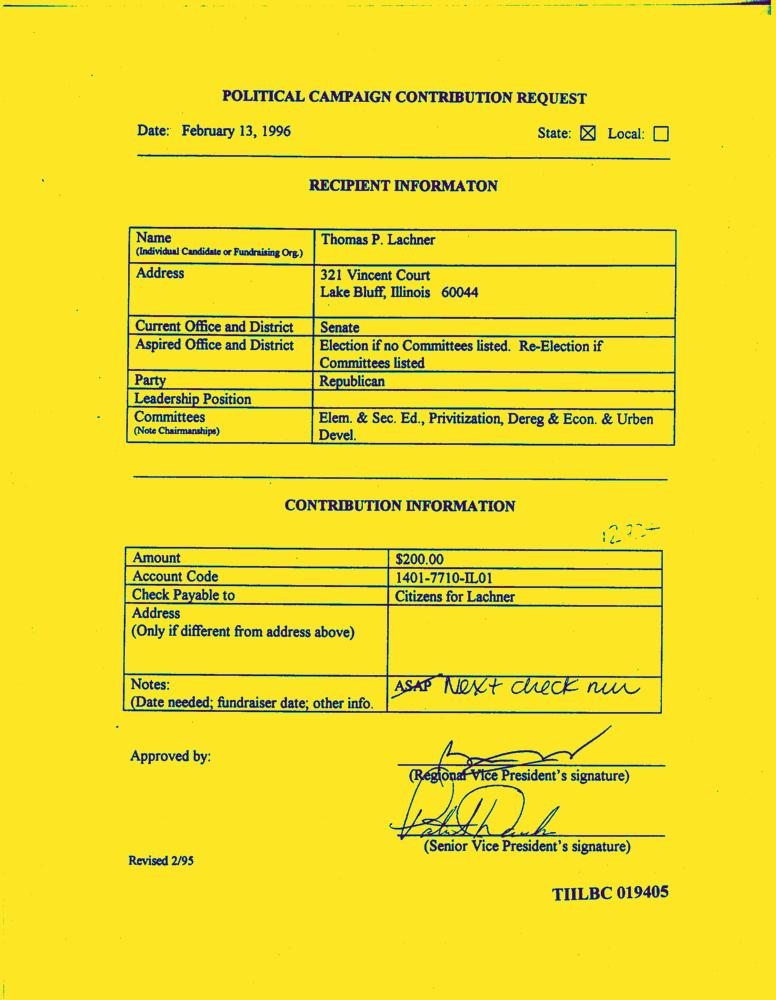 POLITICAL CAMPAIGN CONTRIBUTION REQUEST
Date: February 13, 1996 State: ☒ Local: ☐
RECIPIENT INFORMATON
Name Thomas P. Lachner
(Individual Candidate or Fundraising Org.)
Address 321 Vincent Court
Lake Bluff, Illinois 60044
Current Office and District Senate
Aspired Office and District Election if no Committees listed. Re-Election if
Committees listed
Party Republican
Leadership Position
Committees Elem. & Sec. Ed., Privitization, Dereg & Econ. & Urben
(Note Chairmanships) Devel.
CONTRIBUTION INFORMATION
Amount $200.00
Account Code 1401-7710-IL01
Check Payable to Citizens for Lachner
Address
(Only if different from address above)
Notes: ASAP Next check run
(Date needed; fundraiser date; other info.
Approved by:
(Regional Vice President's signature)
(Senior Vice President's signature)
Revised 2/95
TIILBC 019405